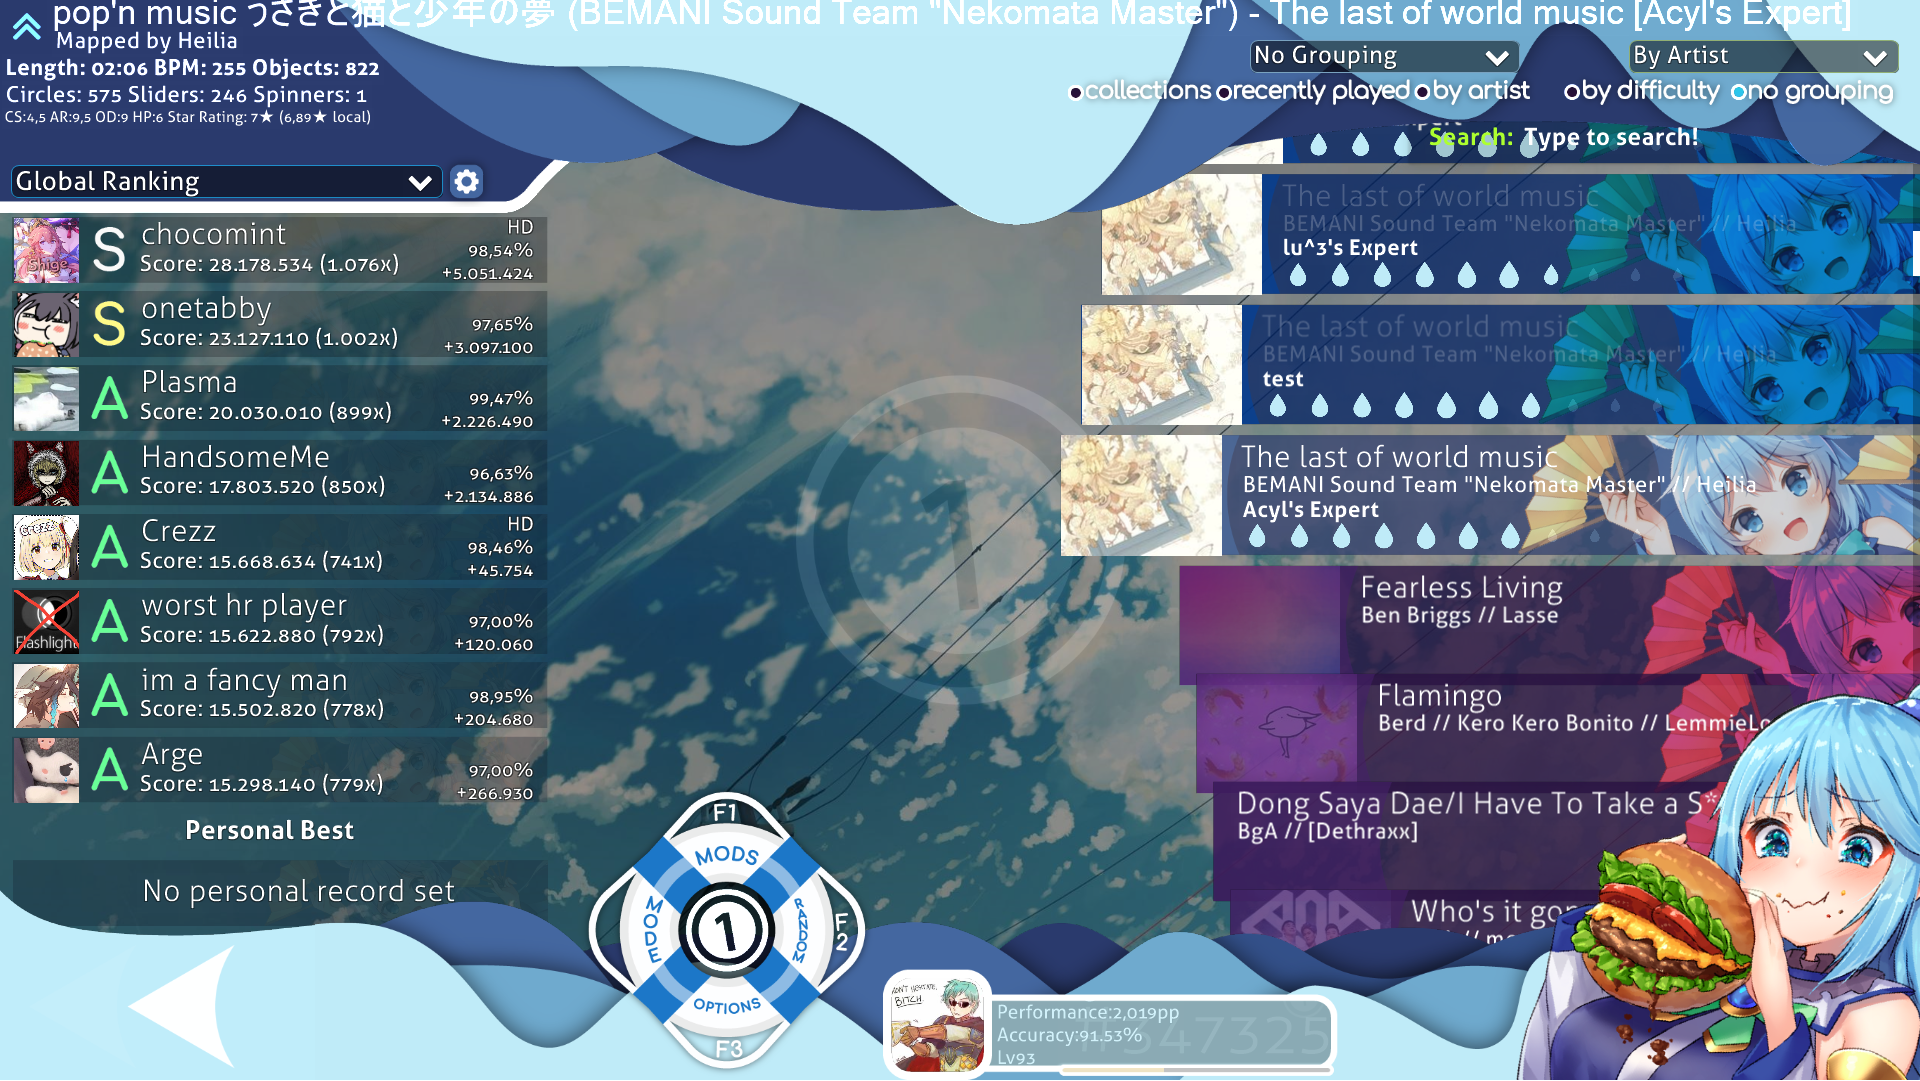 pop'n music うさぎと猫と少年の夢 (BEMANI Sound Team "Nekomata Master") - The last of world music [Acyl's Expert]
Mapped by Heilia
Length: 02:06 BPM: 255 Objects: 822
Circles: 575 Sliders: 246 Spinners: 1
CS:4,5 AR:9,5 OD:9 HP:6 Star Rating: 7★ (6,89★ local)
No Grouping
By Artist
collections recently played by artist by difficulty no grouping
Search: Type to search!
Global Ranking
chocomint
Score: 28.178.534 (1.076x)
HD
98,54%
+5.051.424
Shige
S
onetabby
Score: 23.127.110 (1.002x)
97,65%
+3.097.100
S
Plasma
Score: 20.030.010 (899x)
99,47%
+2.226.490
A
HandsomeMe
Score: 17.803.520 (850x)
96,63%
+2.134.886
A
Crezz
Score: 15.668.634 (741x)
HD
98,46%
+45.754
A
worst hr player
Score: 15.622.880 (792x)
97,00%
+120.060
Flashlight
A
im a fancy man
Score: 15.502.820 (778x)
98,95%
+204.680
A
Arge
Score: 15.298.140 (779x)
97,00%
+266.930
A
Personal Best
No personal record set
The last of world music
BEMANI Sound Team "Nekomata Master" // Heilia
lu^3's Expert
The last of world music
BEMANI Sound Team "Nekomata Master" // Heilia
test
The last of world music
BEMANI Sound Team "Nekomata Master" // Heilia
Acyl's Expert
Fearless Living
Ben Briggs // Lasse
Flamingo
Berd // Kero Kero Bonito // LemmieLo
Dong Saya Dae/I Have To Take a S*
BgA // [Dethraxx]
Who's it gon
1
F1
MODS
MODE
RANDOM
F2
1
OPTIONS
F3
DON'T HESITATE,
BITCH.
Performance:2,019pp
Accuracy:91.53%
Lv93
#347325